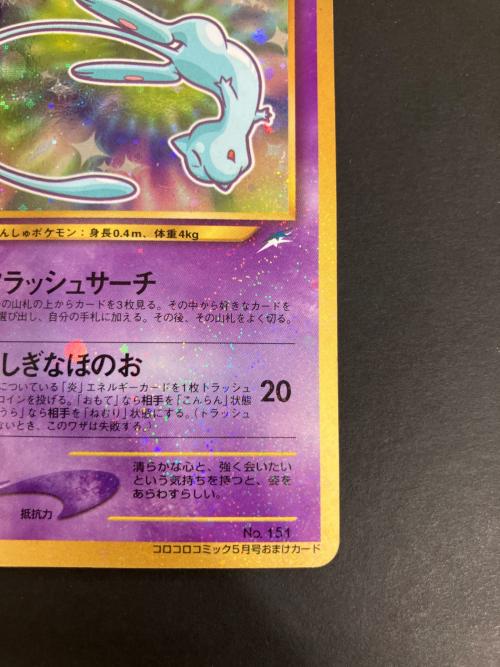 んしゅポケモン：身長0.4m、体重4kg
ラッシュサーチ
の山札の上からカードを3枚見る。その中から好きなカードを
選び出し、自分の手札に加える。その後、その山札をよく切る。
しぎなほのお
についている「炎」エネルギーカードを1枚トラッシュ
コインを投げる。「おもて」なら相手を「こんらん」状態
うら」なら相手を「ねむり」状態にする。（トラッシュ
ないとき、このワザは失敗する。）
20
清らかな心と、強く会いたい
という気持ちを持つと、姿を
あらわすらしい。
抵抗力
No. 151
コロコロコミック5月号おまけカード